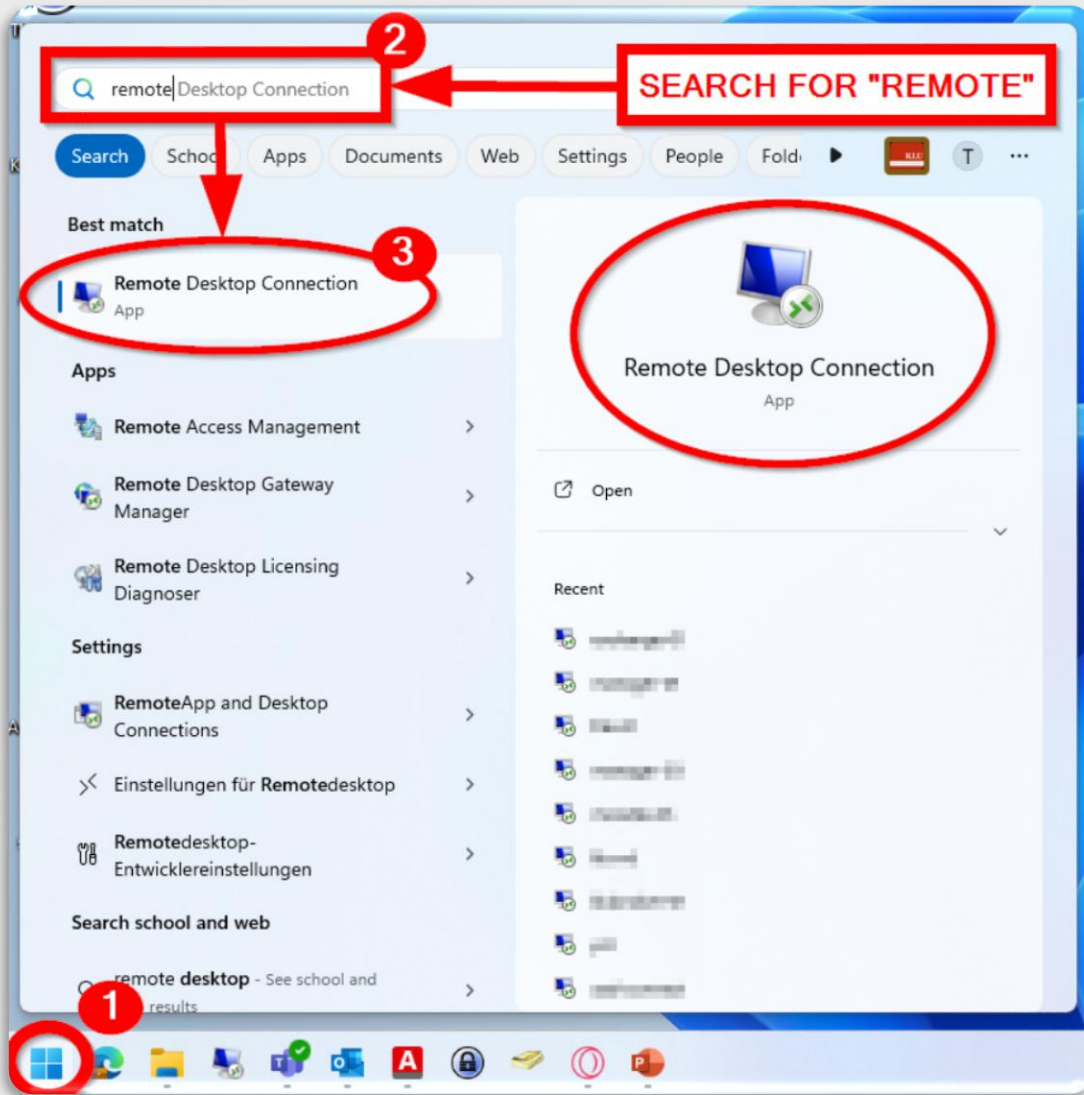 2
SEARCH FOR "REMOTE"
remote Desktop Connection
Search School Apps Documents Web Settings People KLU T ...
Best match
3
Remote Desktop Connection
App
Remote Desktop Connection
App
Apps
Remote Access Management
Remote Desktop Gateway
Manager
Remote Desktop Licensing
Diagnoser
Settings
RemoteApp and Desktop
Connections
Einstellungen für Remotedesktop
Remotedesktop-
Entwicklereinstellungen
Search school and web
remote desktop - See school and
results
Open
Recent
1
A